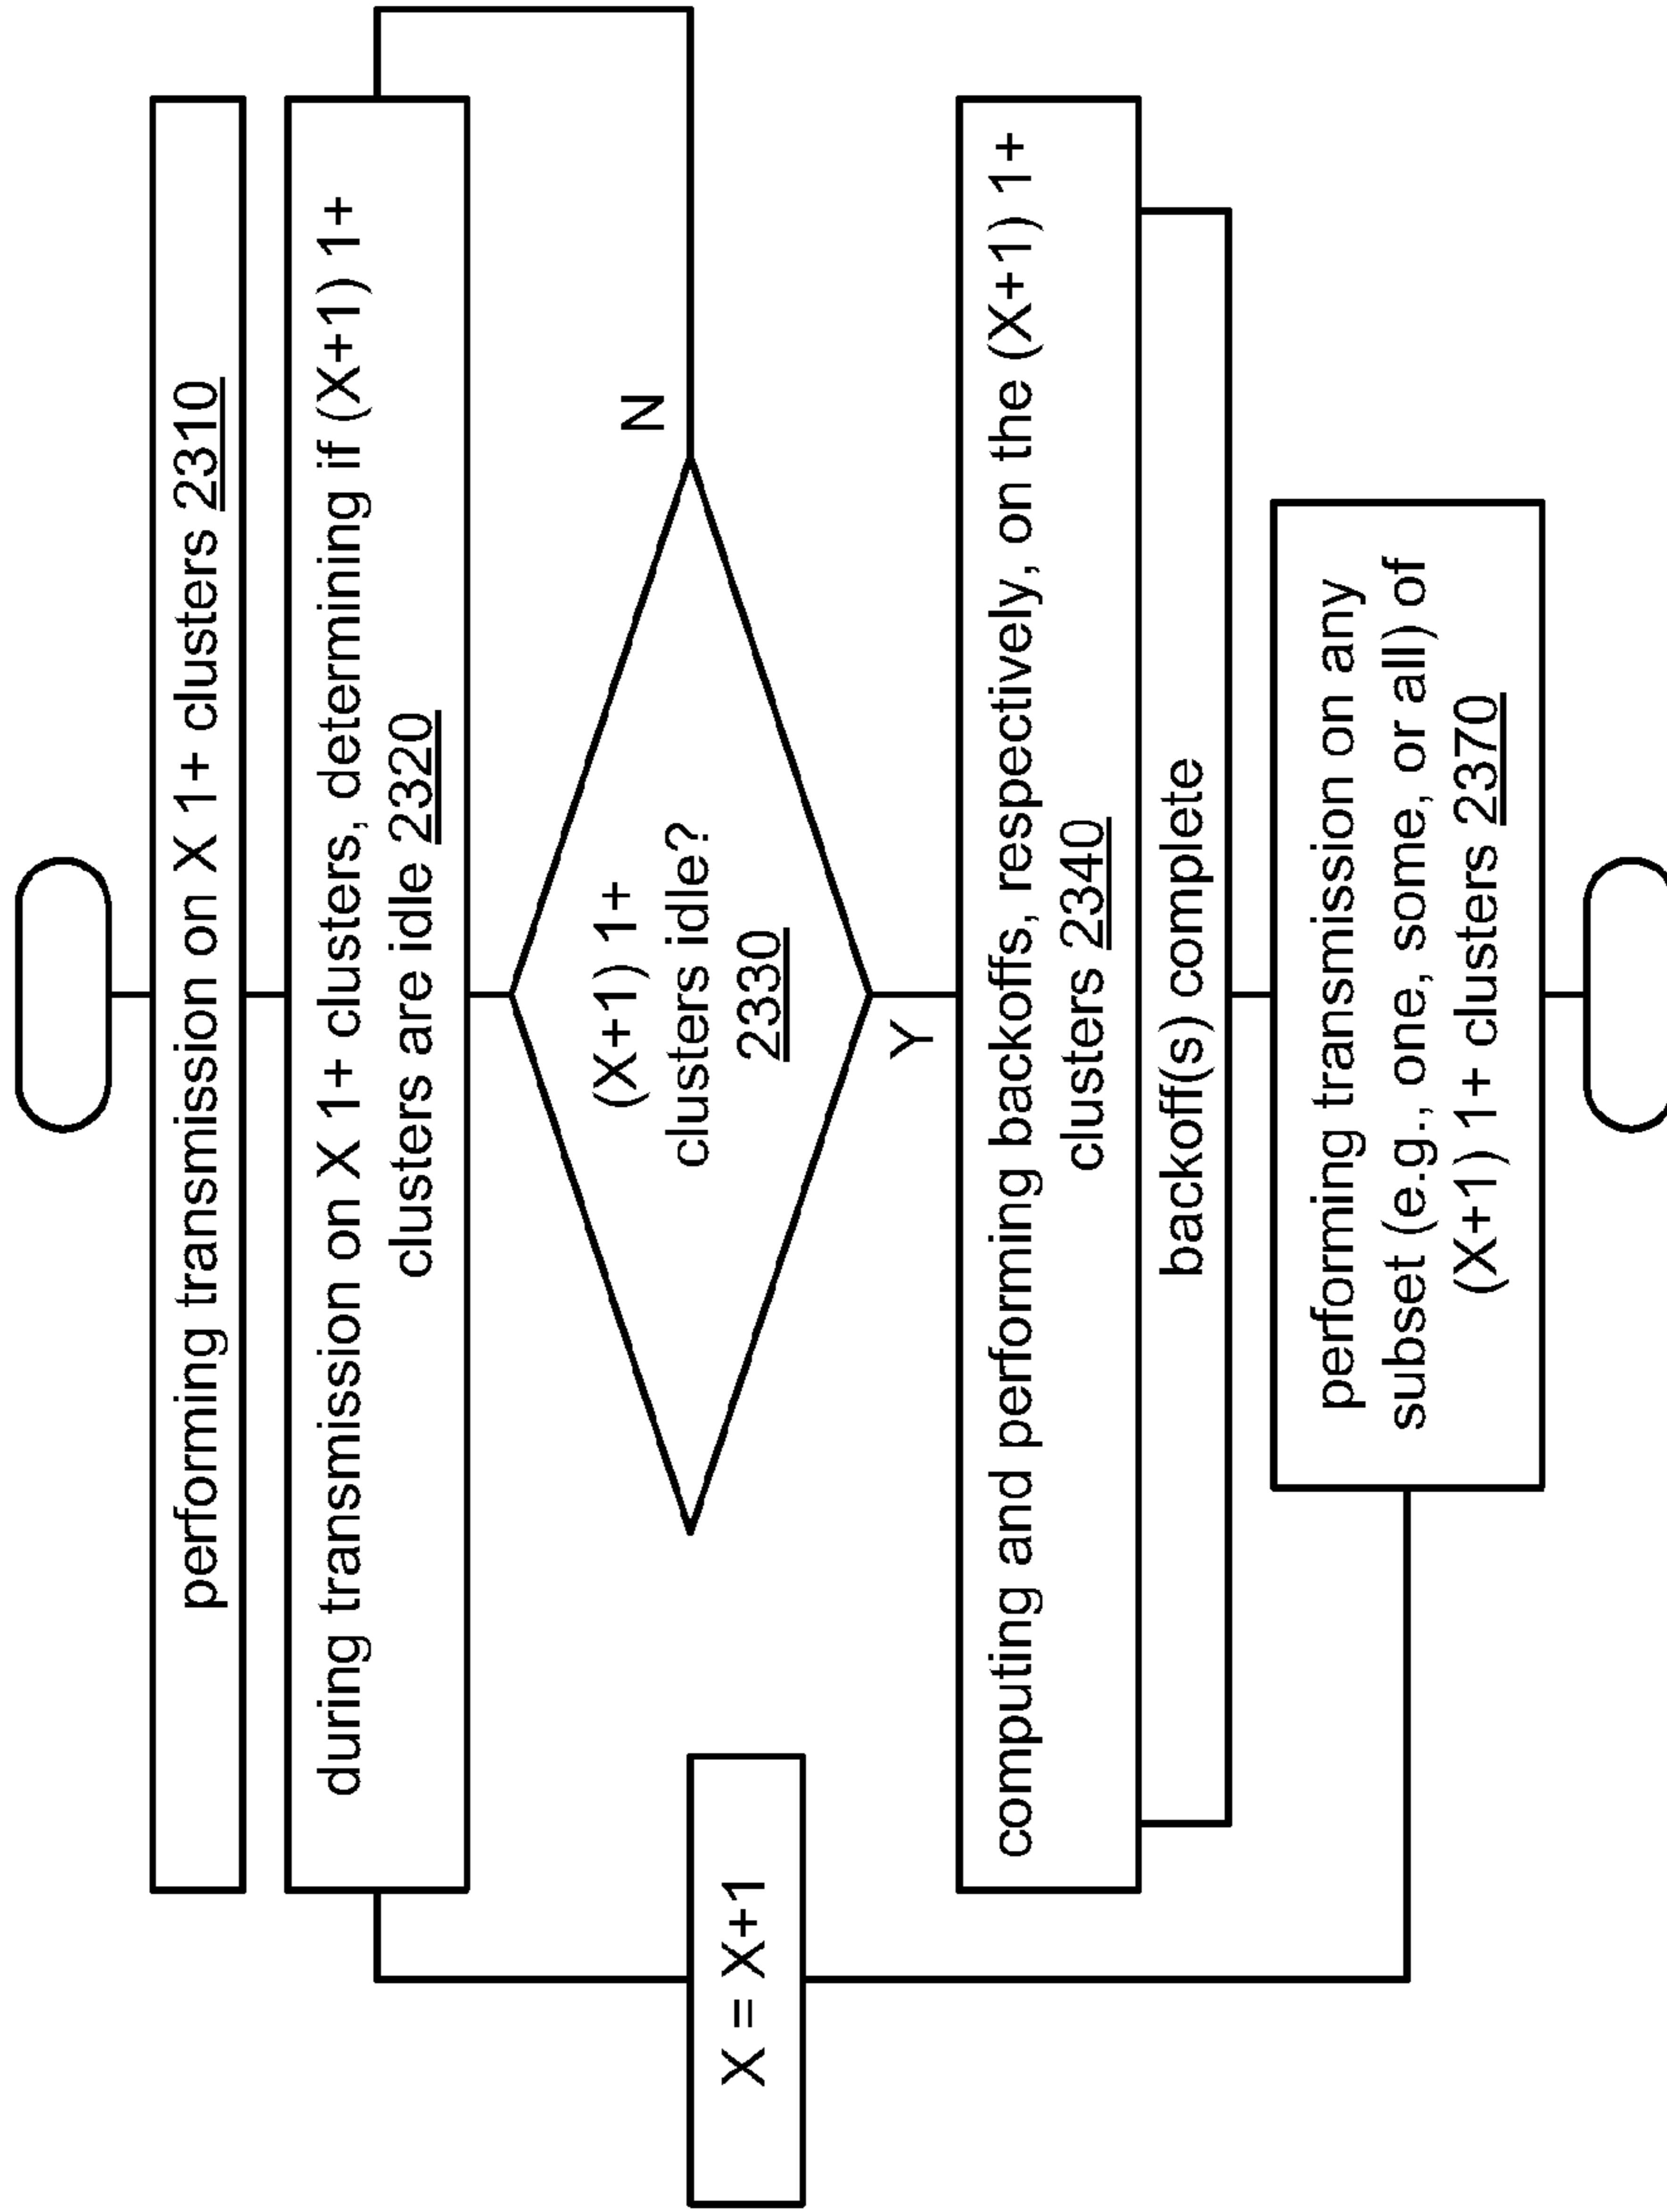 performing transmission on X 1+ clusters 2310
during transmission on X 1+ clusters, determining if (X+1) 1+
clusters are idle 2320
(X+1) 1+
clusters idle?
2330
N
Y
computing and performing backoffs, respectively, on the (X+1) 1+
clusters 2340
backoff(s) complete
performing transmission on any
subset (e.g., one, some, or all) of
(X+1) 1+ clusters 2370
X = X+1